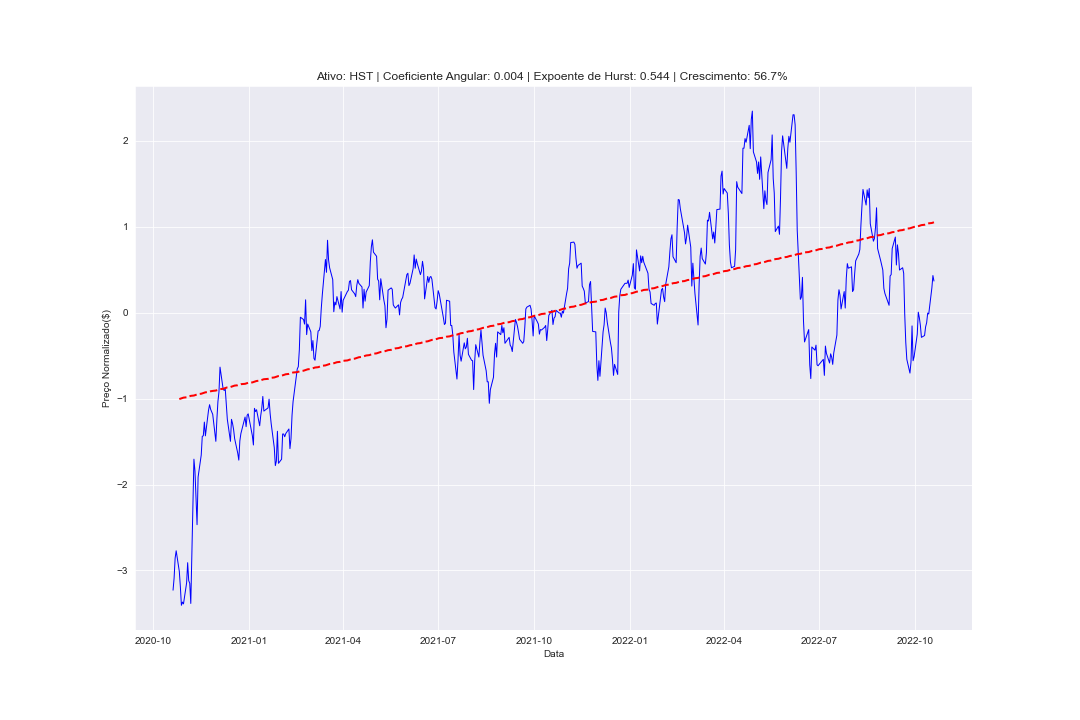 Ativo: HST | Coeficiente Angular: 0.004 | Expoente de Hurst: 0.544 | Crescimento: 56.7%
Preço Normalizado($)
2
1
0
−1
−2
−3
2020-10 2021-01 2021-04 2021-07 2021-10 2022-01 2022-04 2022-07 2022-10
Data